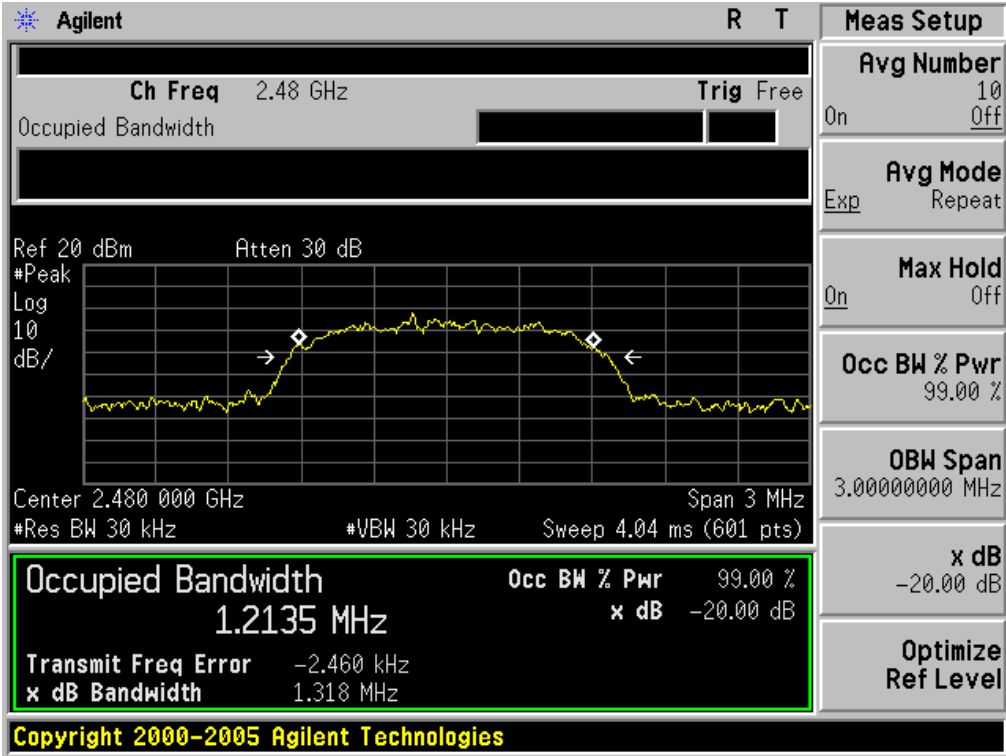 Agilent R T Meas Setup
Ch Freq 2.48 GHz Trig Free
Occupied Bandwidth
Ref 20 dBm Atten 30 dB
#Peak
Log
10
dB/
Center 2.480 000 GHz Span 3 MHz
#Res BW 30 kHz #VBW 30 kHz Sweep 4.04 ms (601 pts)
Occupied Bandwidth Occ BW % Pwr 99.00 %
1.2135 MHz x dB -20.00 dB
Transmit Freq Error -2.460 kHz
x dB Bandwidth 1.318 MHz
Avg Number
10
On Off
Avg Mode
Exp Repeat
Max Hold
On Off
Occ BW % Pwr
99.00 %
OBW Span
3.00000000 MHz
x dB
-20.00 dB
Optimize
Ref Level
Copyright 2000-2005 Agilent Technologies